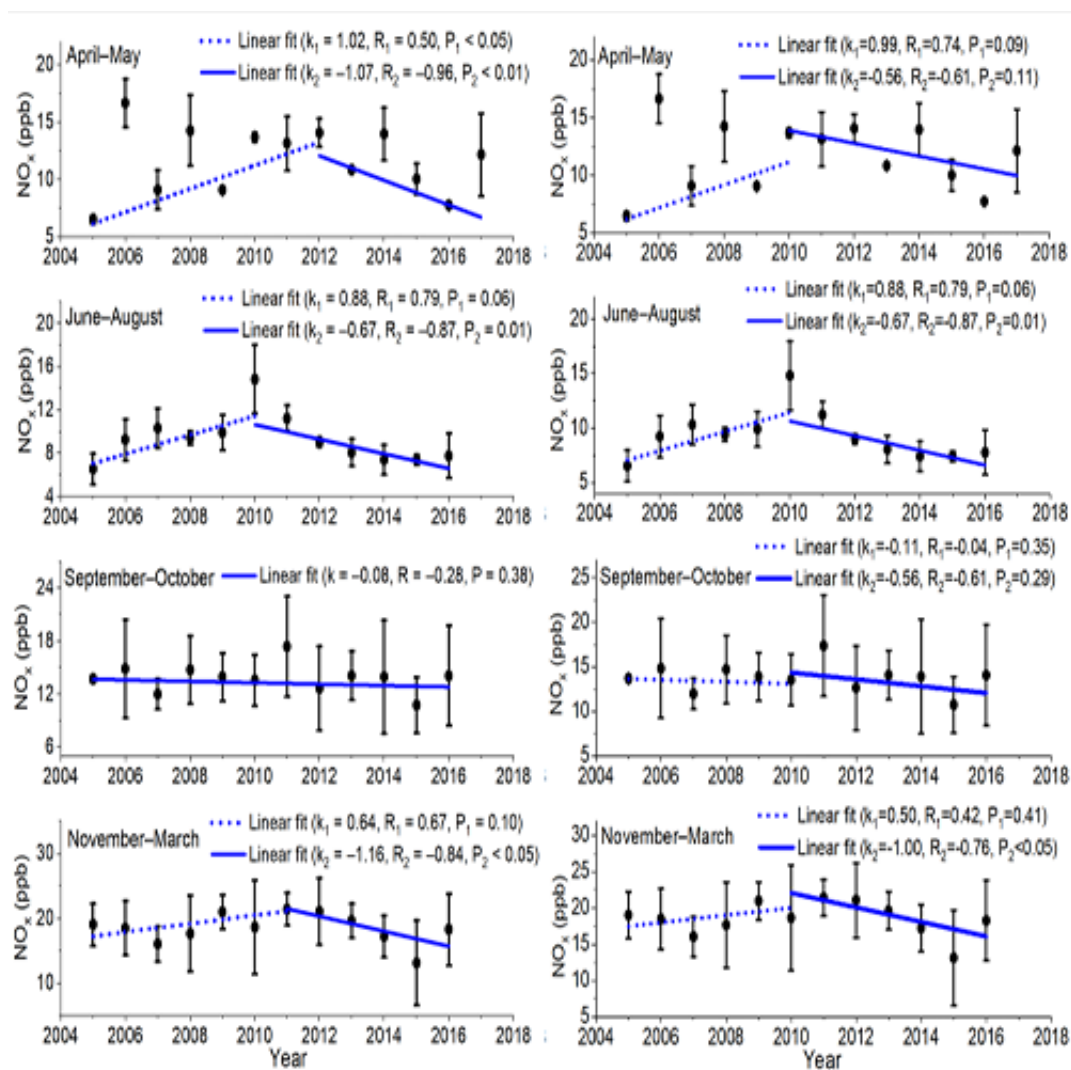 April–May
Linear fit (k₁ = 1.02, R₁ = 0.50, P₁ < 0.05)
Linear fit (k₂ = –1.07, R₂ = –0.96, P₂ < 0.01)
NOₓ (ppb)
20
15
10
5
2004 2006 2008 2010 2012 2014 2016 2018
April–May
Linear fit (k₁=0.99, R₁=0.74, P₁=0.09)
Linear fit (k₂=-0.56, R₂=-0.61, P₂=0.11)
NOₓ (ppb)
20
15
10
5
2004 2006 2008 2010 2012 2014 2016 2018
June–August
Linear fit (k₁ = 0.88, R₁ = 0.79, P₁ = 0.06)
Linear fit (k₂ = –0.67, R₂ = –0.87, P₂ = 0.01)
NOₓ (ppb)
20
16
12
8
4
2004 2006 2008 2010 2012 2014 2016 2018
June–August
Linear fit (k₁=0.88, R₁=0.79, P₁=0.06)
Linear fit (k₂=-0.67, R₂=-0.87, P₂=0.01)
NOₓ (ppb)
20
15
10
5
2004 2006 2008 2010 2012 2014 2016 2018
September–October
Linear fit (k = –0.08, R = –0.28, P = 0.38)
NOₓ (ppb)
24
18
12
6
2004 2006 2008 2010 2012 2014 2016 2018
September–October
Linear fit (k₁=-0.11, R₁=-0.04, P₁=0.35)
Linear fit (k₂=-0.56, R₂=-0.61, P₂=0.29)
NOₓ (ppb)
25
20
15
10
5
2004 2006 2008 2010 2012 2014 2016 2018
November–March
Linear fit (k₁ = 0.64, R₁ = 0.67, P₁ = 0.10)
Linear fit (k₂ = –1.16, R₂ = –0.84, P₂ < 0.05)
NOₓ (ppb)
30
20
10
2004 2006 2008 2010 2012 2014 2016 2018
Year
November–March
Linear fit (k₁=0.50, R₁=0.42, P₁=0.41)
Linear fit (k₂=-1.00, R₂=-0.76, P₂<0.05)
NOₓ (ppb)
30
25
20
15
10
5
2004 2006 2008 2010 2012 2014 2016 2018
Year